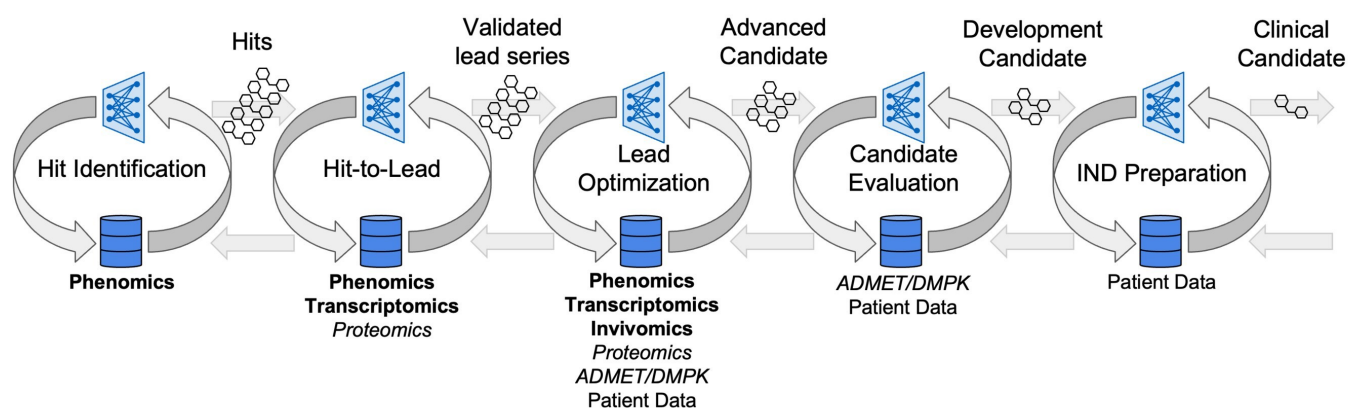 Hits
Validated
lead series
Advanced
Candidate
Development
Candidate
Clinical
Candidate
Hit Identification
Hit-to-Lead
Lead
Optimization
Candidate
Evaluation
IND Preparation
Phenomics
Phenomics
Transcriptomics
Proteomics
Phenomics
Transcriptomics
Invivomics
Proteomics
ADMET/DMPK
Patient Data
ADMET/DMPK
Patient Data
Patient Data